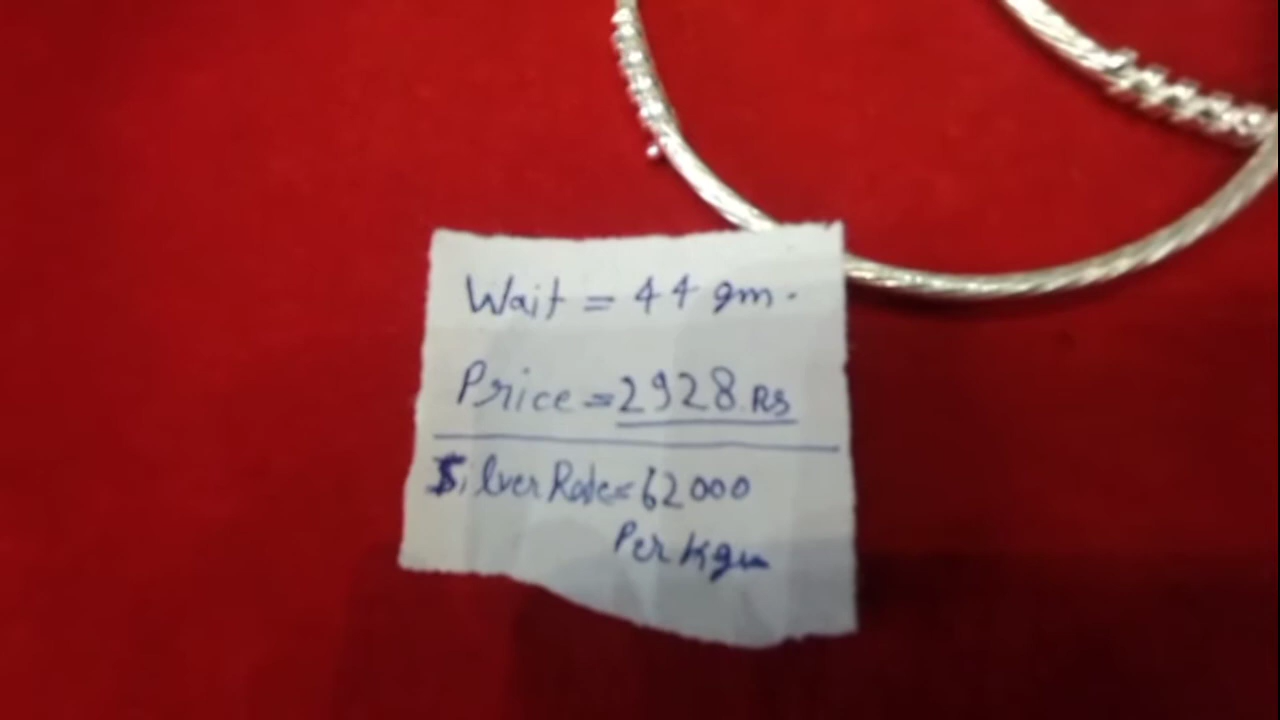 Wait = 44 gm.
Price = 2928 Rs
Silver Rate = 62000
Per Kgm